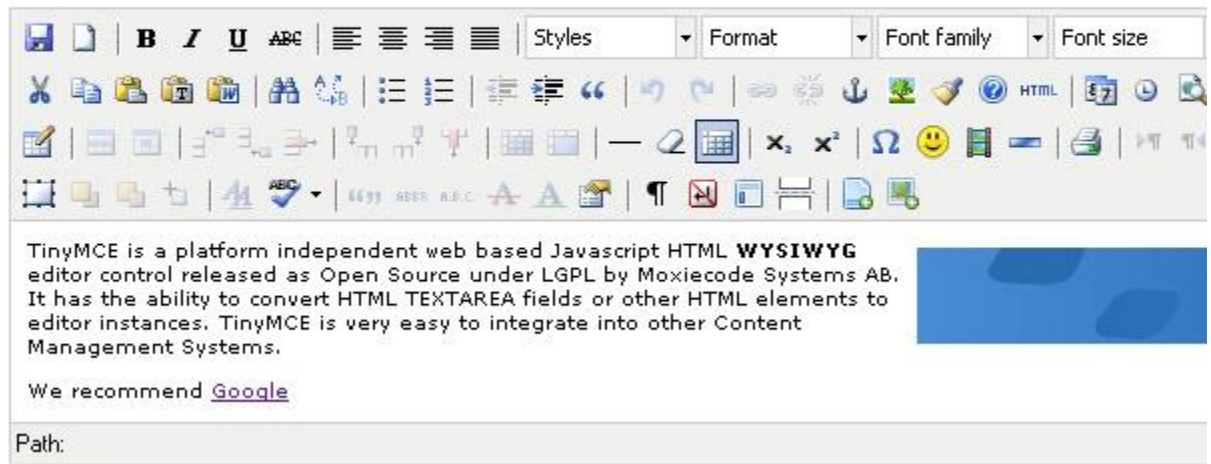 B I U ABC Styles Format Font family Font size
HTML
ABC
TinyMCE is a platform independent web based Javascript HTML WYSIWYG
editor control released as Open Source under LGPL by Moxiecode Systems AB.
It has the ability to convert HTML TEXTAREA fields or other HTML elements to
editor instances. TinyMCE is very easy to integrate into other Content
Management Systems.
We recommend Google
Path: